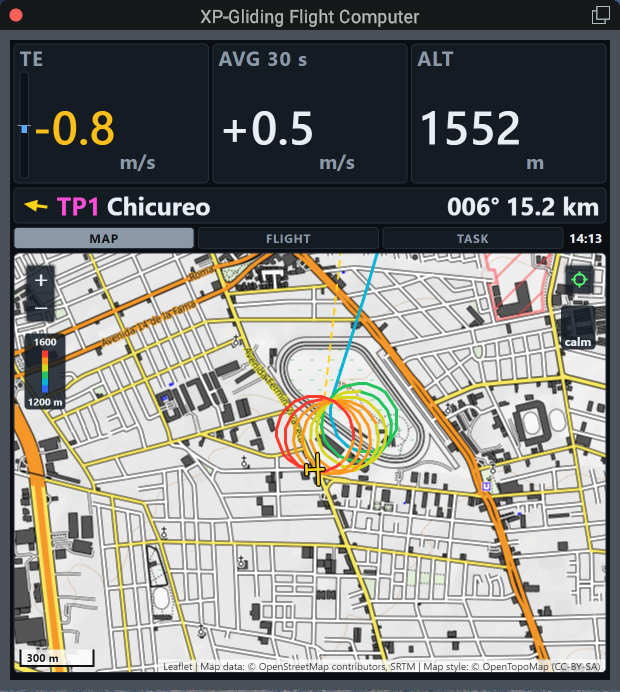 XP-Gliding Flight Computer
TE
-0.8
m/s
AVG 30 s
+0.5
m/s
ALT
1552
m
TP1 Chicureo 006° 15.2 km
MAP FLIGHT TASK 14:13
Roma
+
−
Avenida 14 de la Fama
calm
1600
1200 m
300 m
Leaflet | Map data: © OpenStreetMap contributors, SRTM | Map style: © OpenTopoMap (CC-BY-SA)